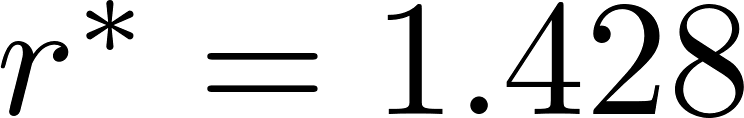 r* = 1.428